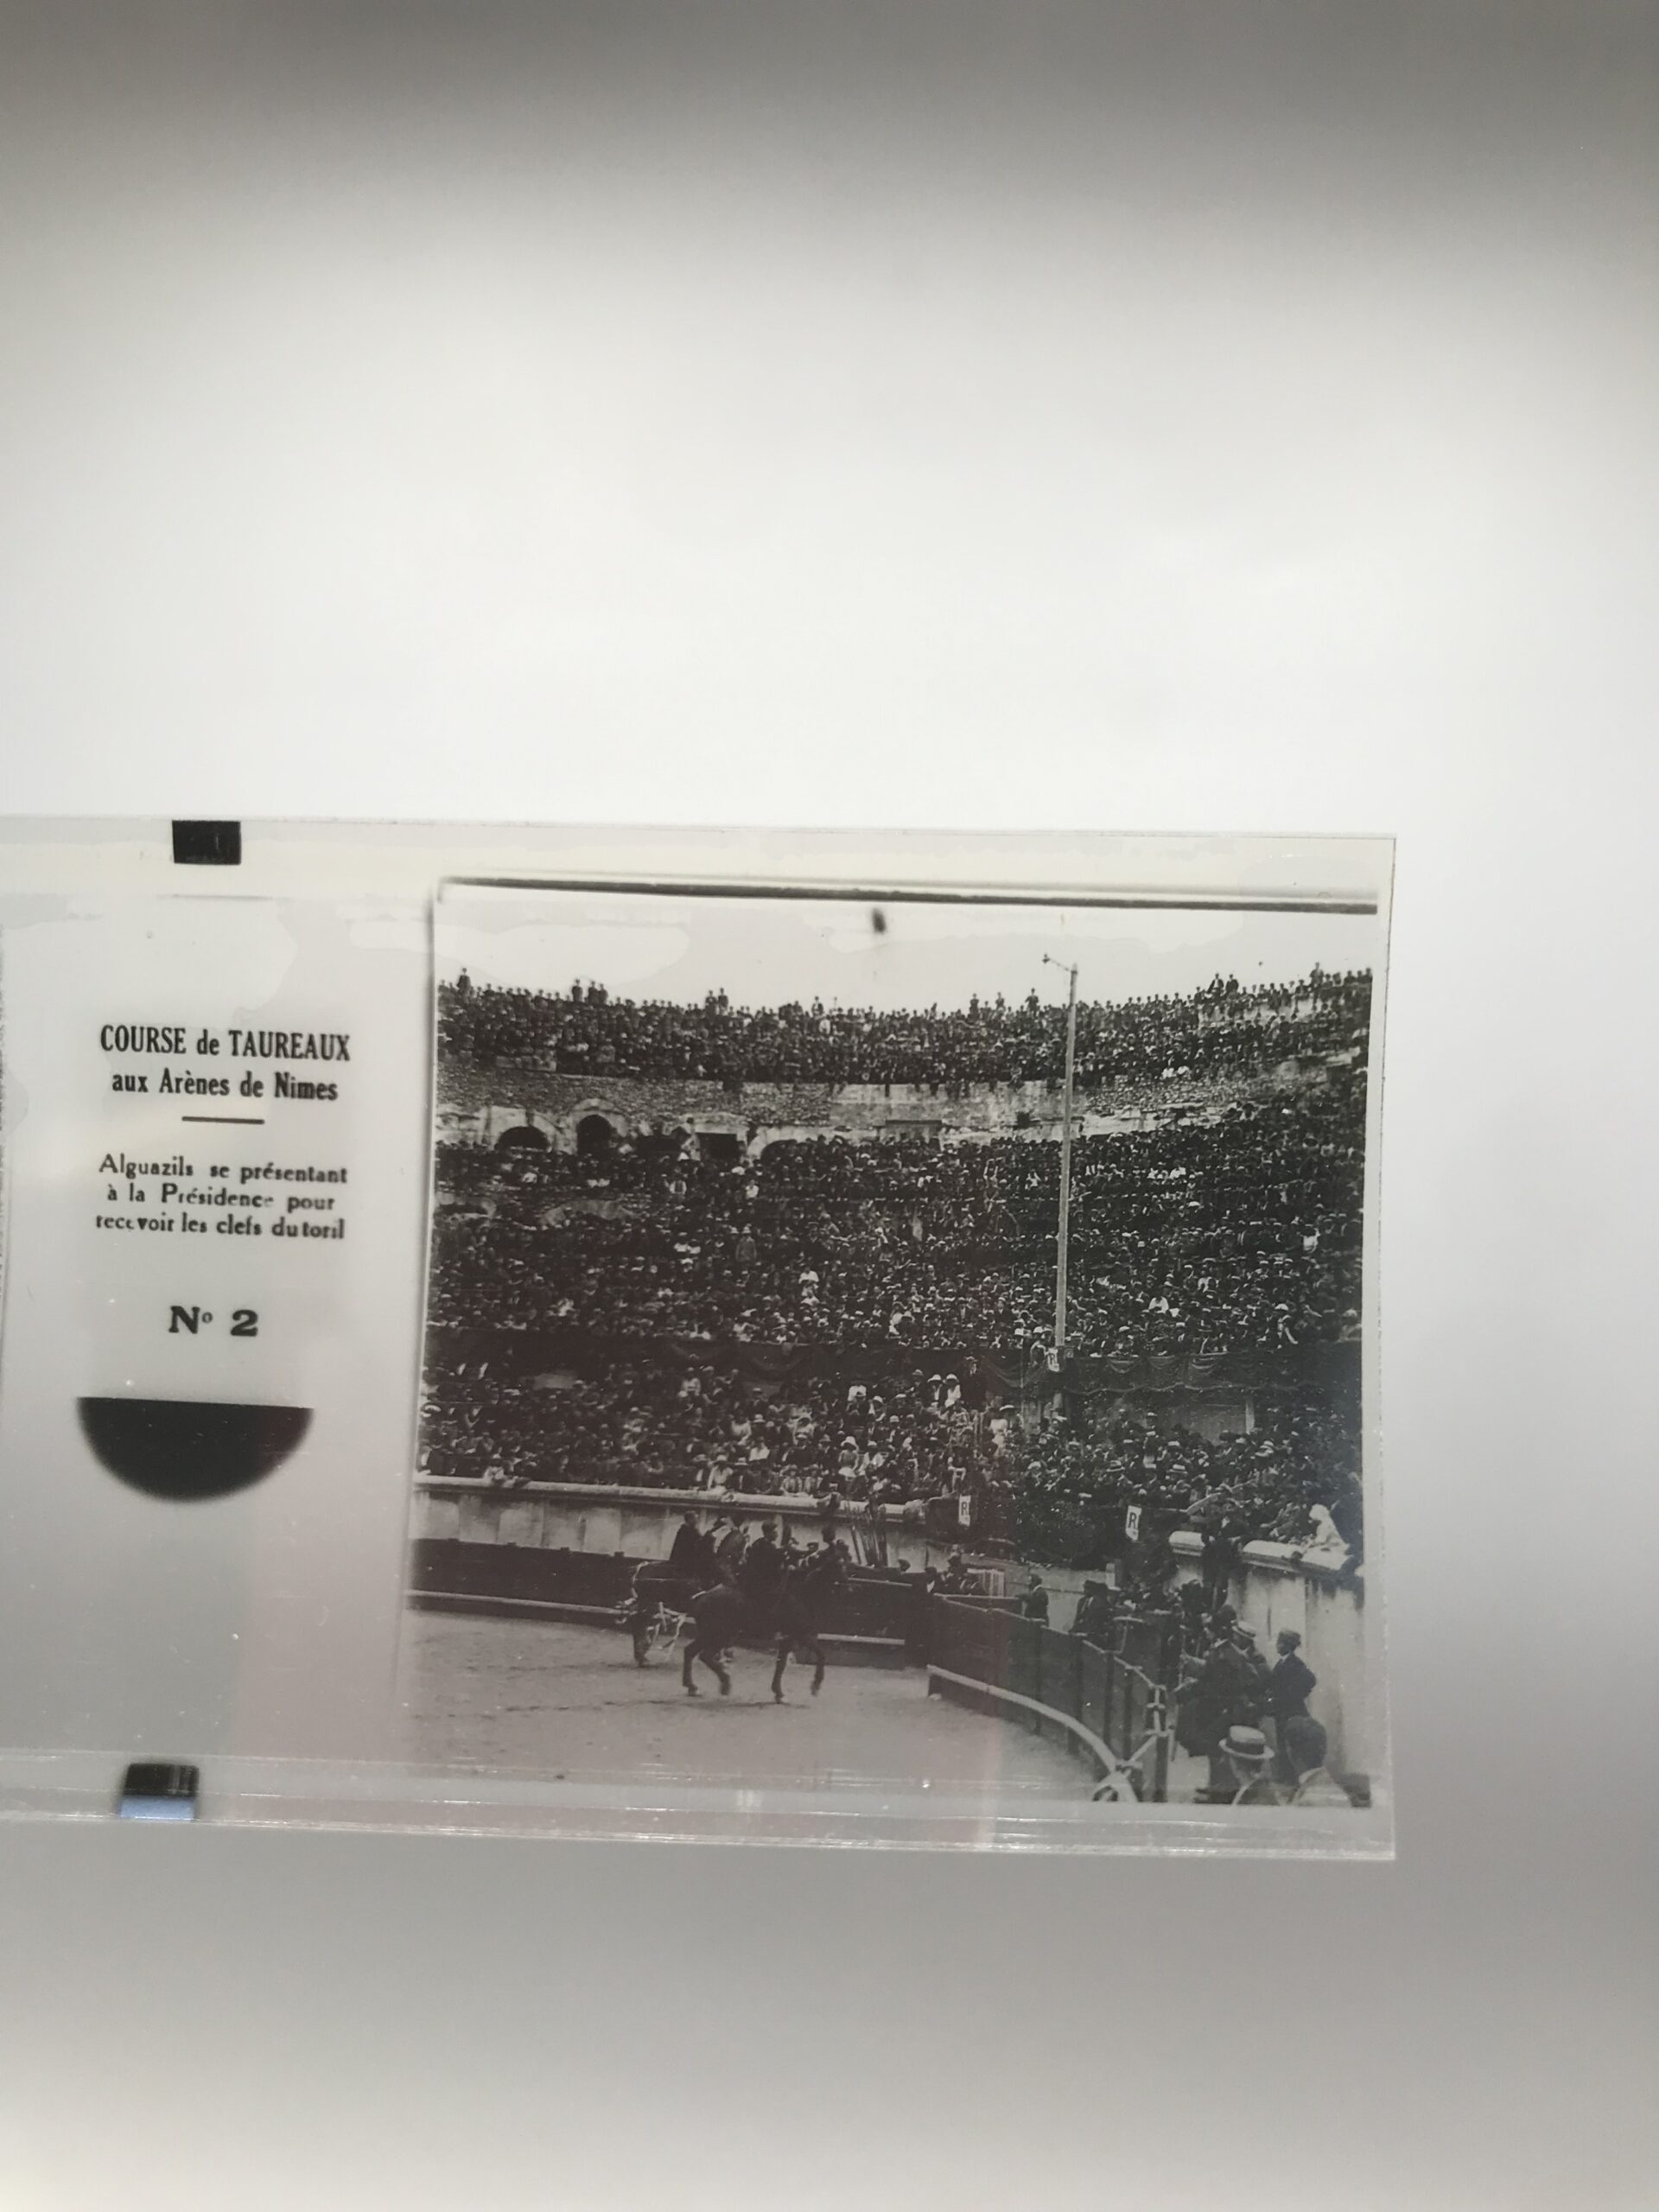 COURSE de TAUREAUX
aux Arènes de Nimes
Alguazils se présentant
à la Présidence pour
recevoir les clefs du toril
Nº 2
R
R
R